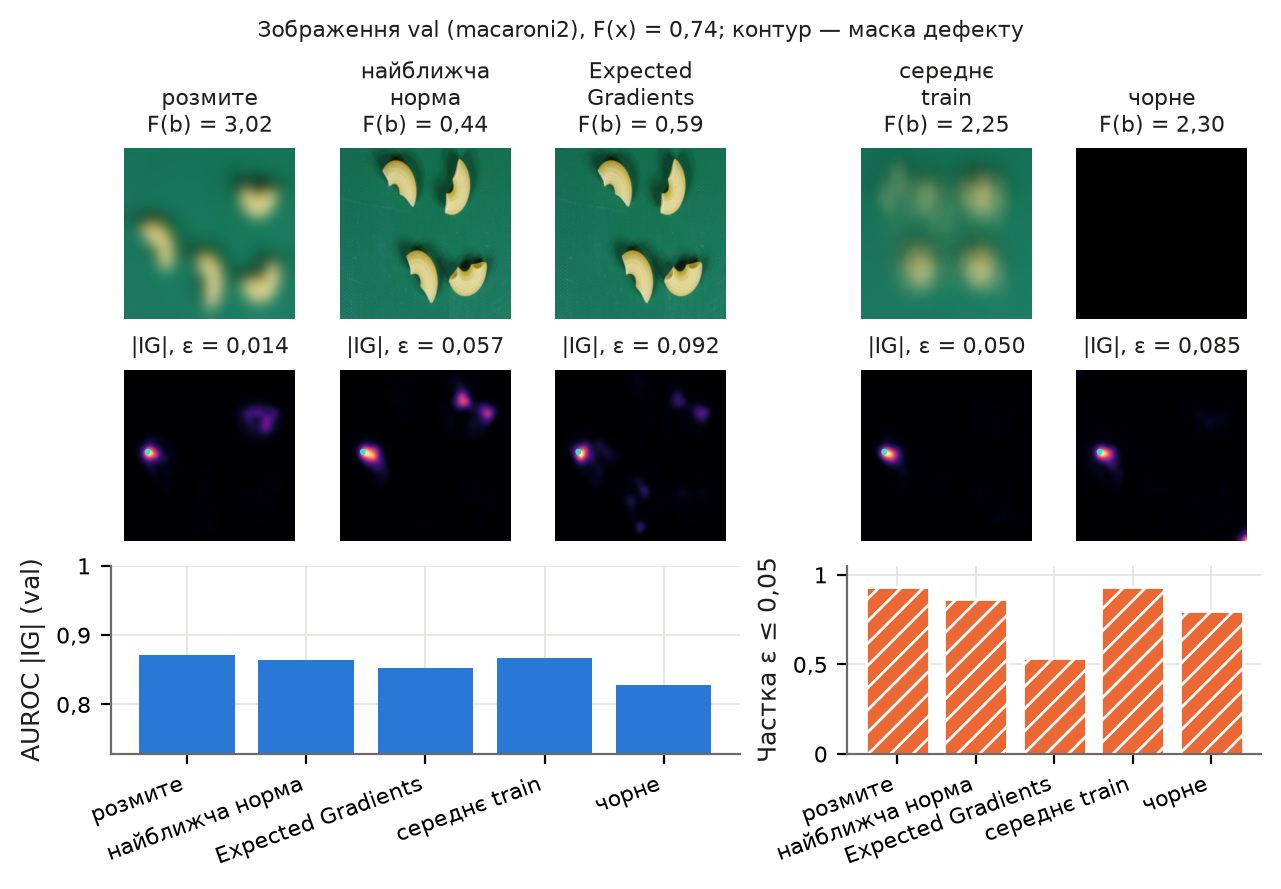 Зображення val (macaroni2), F(x) = 0,74; контур — маска дефекту
розмите
F(b) = 3,02
найближча
норма
F(b) = 0,44
Expected
Gradients
F(b) = 0,59
середнє
train
F(b) = 2,25
чорне
F(b) = 2,30
|IG|, ε = 0,014
|IG|, ε = 0,057
|IG|, ε = 0,092
|IG|, ε = 0,050
|IG|, ε = 0,085
AUROC |IG| (val)
1
0,9
0,8
розмите
найближча норма
Expected Gradients
середнє train
чорне
Частка ε ≤ 0,05
1
0,5
0
розмите
найближча норма
Expected Gradients
середнє train
чорне